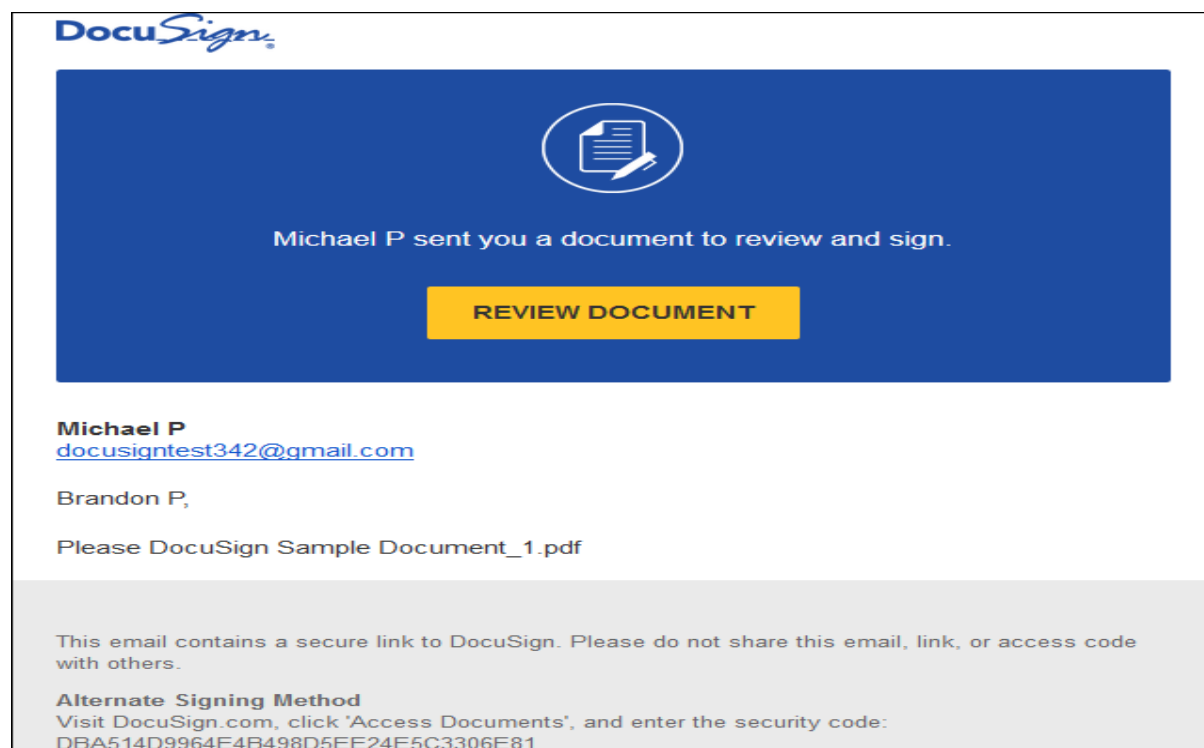 DocuSign
Michael P sent you a document to review and sign.
REVIEW DOCUMENT
Michael P
docusigntest342@gmail.com
Brandon P,
Please DocuSign Sample Document_1.pdf
This email contains a secure link to DocuSign. Please do not share this email, link, or access code
with others.
Alternate Signing Method
Visit DocuSign.com, click 'Access Documents', and enter the security code:
DBA514D9964E4B498D5EE24E5C3306E81